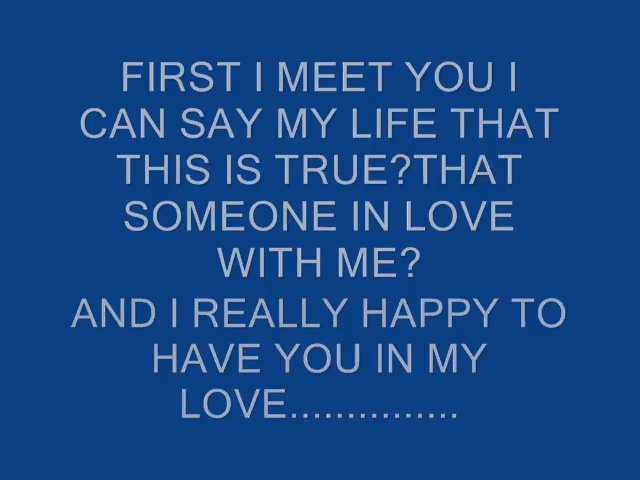 FIRST I MEET YOU I
CAN SAY MY LIFE THAT
THIS IS TRUE?THAT
SOMEONE IN LOVE
WITH ME?
AND I REALLY HAPPY TO
HAVE YOU IN MY
LOVE...............